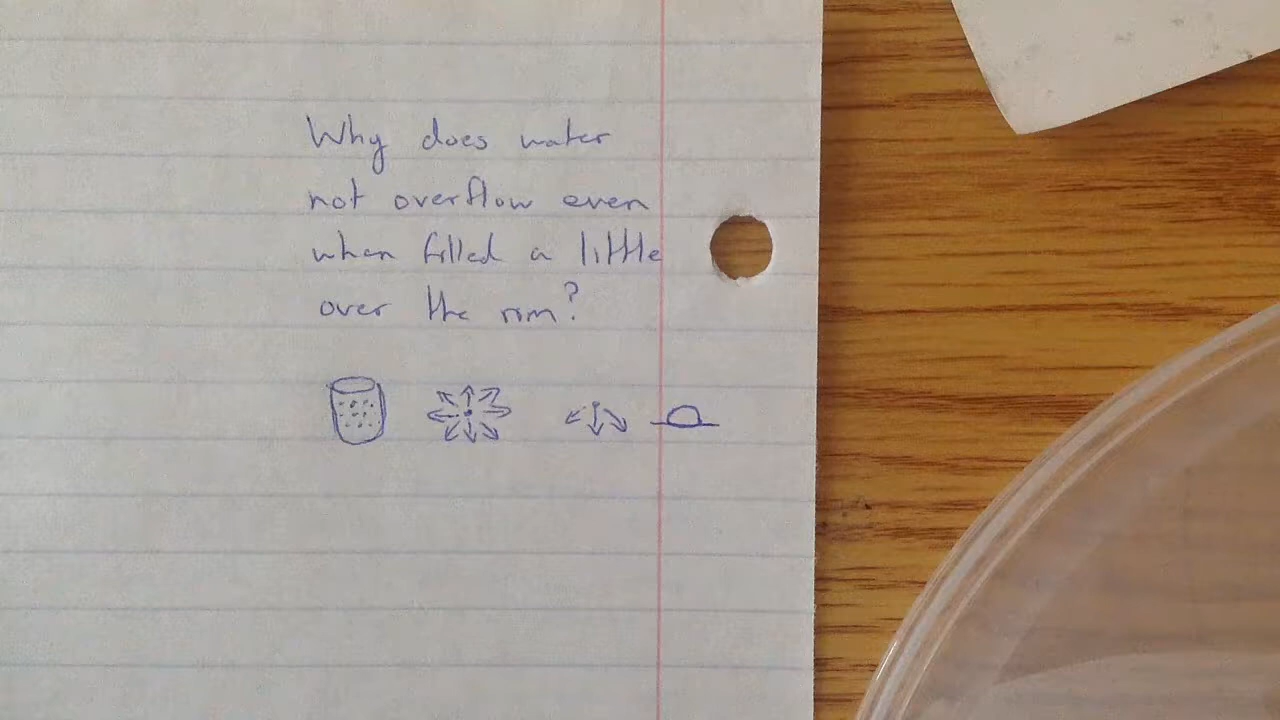 Why does water
not overflow even
when filled a little
over the rim?